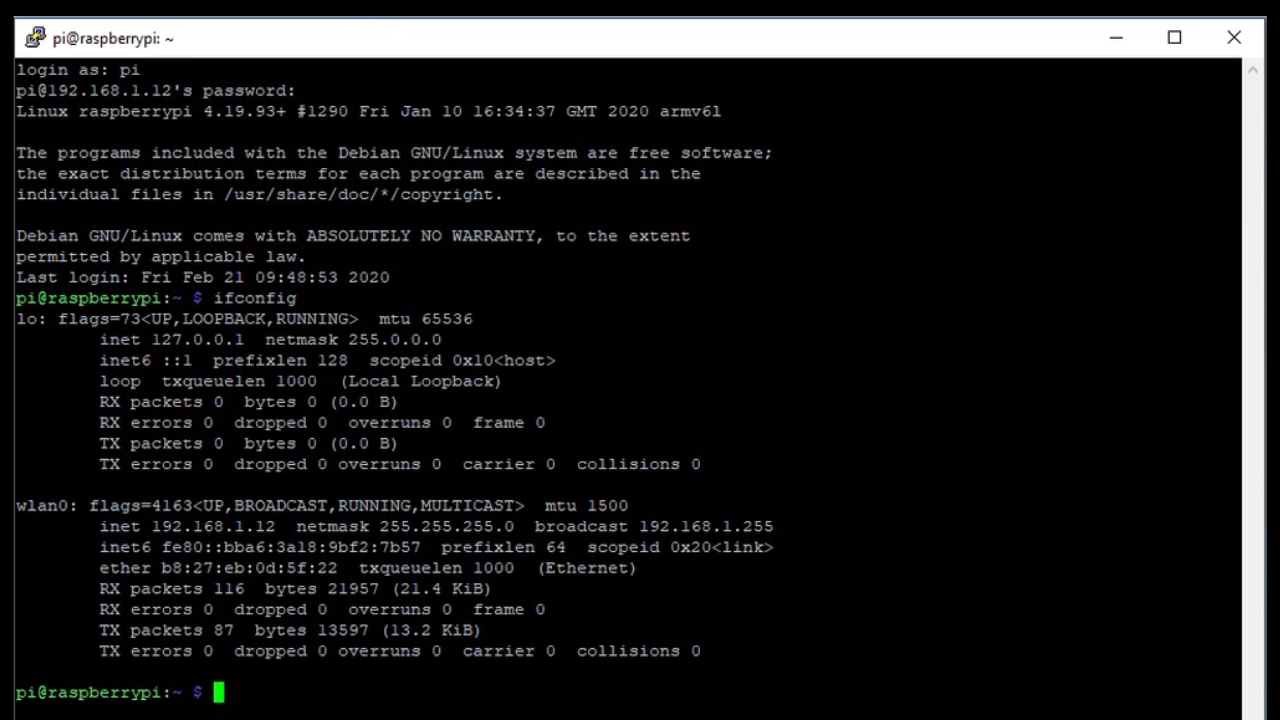 pi@raspberrypi: ~
login as: pi
pi@192.168.1.12's password:
Linux raspberrypi 4.19.93+ #1290 Fri Jan 10 16:34:37 GMT 2020 armv6l
The programs included with the Debian GNU/Linux system are free software;
the exact distribution terms for each program are described in the
individual files in /usr/share/doc/*/copyright.
Debian GNU/Linux comes with ABSOLUTELY NO WARRANTY, to the extent
permitted by applicable law.
Last login: Fri Feb 21 09:48:53 2020
pi@raspberrypi:~ $ ifconfig
lo: flags=73<UP,LOOPBACK,RUNNING>  mtu 65536
        inet 127.0.0.1  netmask 255.0.0.0
        inet6 ::1  prefixlen 128  scopeid 0x10<host>
        loop  txqueuelen 1000  (Local Loopback)
        RX packets 0  bytes 0 (0.0 B)
        RX errors 0  dropped 0  overruns 0  frame 0
        TX packets 0  bytes 0 (0.0 B)
        TX errors 0  dropped 0 overruns 0  carrier 0  collisions 0
wlan0: flags=4163<UP,BROADCAST,RUNNING,MULTICAST>  mtu 1500
        inet 192.168.1.12  netmask 255.255.255.0  broadcast 192.168.1.255
        inet6 fe80::bba6:3a18:9bf2:7b57  prefixlen 64  scopeid 0x20<link>
        ether b8:27:eb:0d:5f:22  txqueuelen 1000  (Ethernet)
        RX packets 116  bytes 21957 (21.4 KiB)
        RX errors 0  dropped 0  overruns 0  frame 0
        TX packets 87  bytes 13597 (13.2 KiB)
        TX errors 0  dropped 0 overruns 0  carrier 0  collisions 0
pi@raspberrypi:~ $